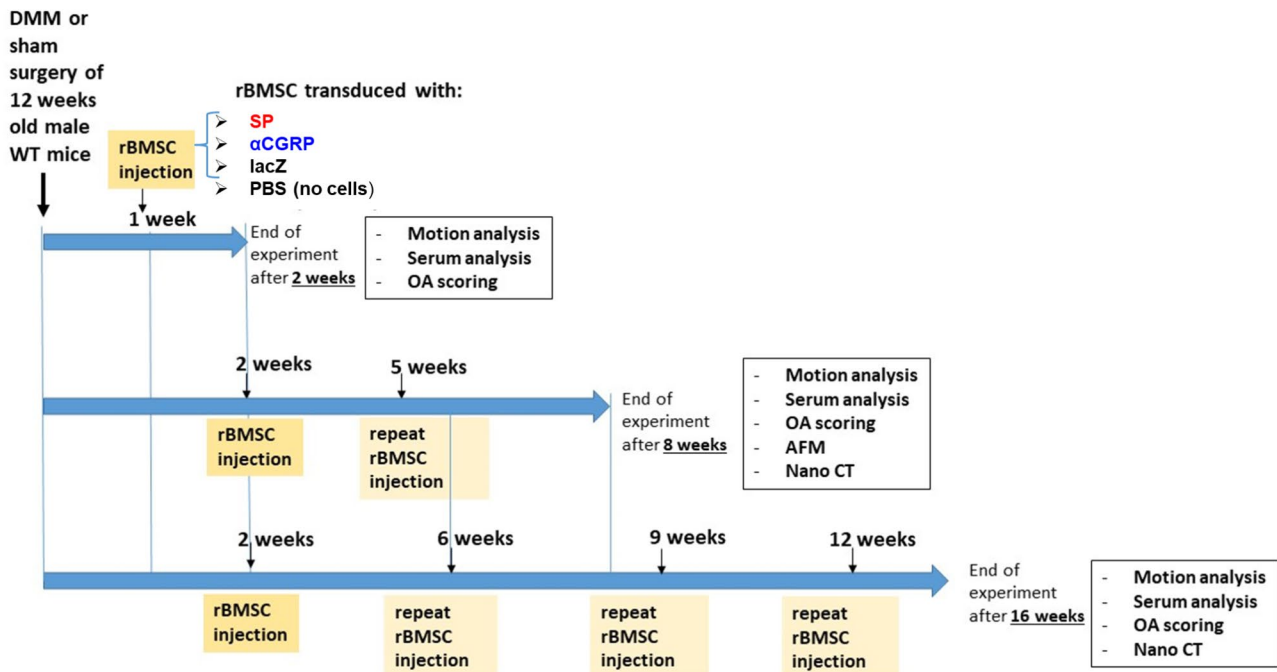 DMM or
sham
surgery of
12 weeks
old male
WT mice
rBMSC transduced with:
➢ SP
➢ αCGRP
➢ lacZ
➢ PBS (no cells)
rBMSC
injection
1 week
End of
experiment
after 2 weeks
- Motion analysis
- Serum analysis
- OA scoring
2 weeks
5 weeks
rBMSC
injection
repeat
rBMSC
injection
End of
experiment
after 8 weeks
- Motion analysis
- Serum analysis
- OA scoring
- AFM
- Nano CT
2 weeks
6 weeks
9 weeks
12 weeks
rBMSC
injection
repeat
rBMSC
injection
repeat
rBMSC
injection
repeat
rBMSC
injection
End of
experiment
after 16 weeks
- Motion analysis
- Serum analysis
- OA scoring
- Nano CT